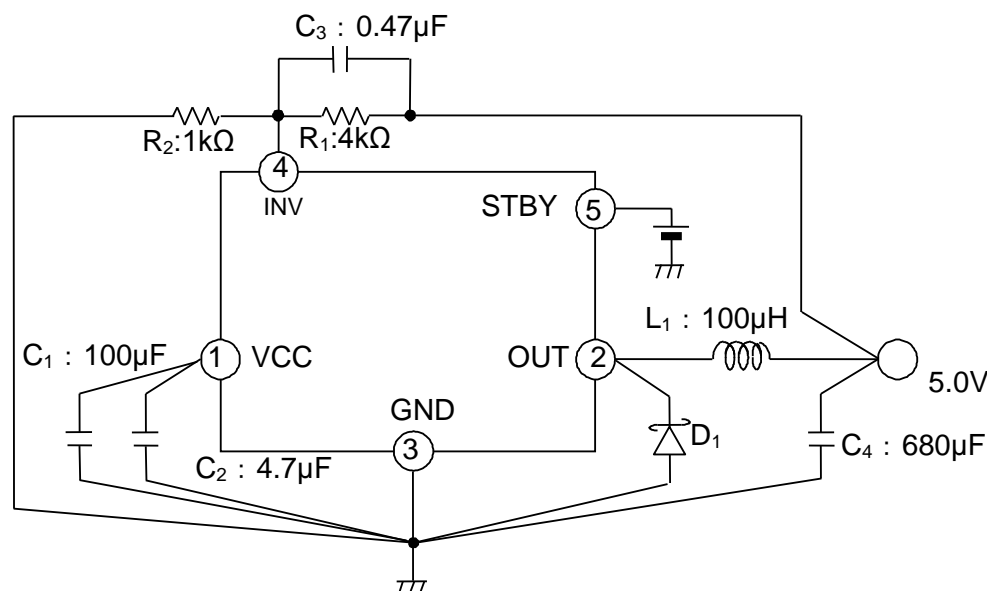 C₃ : 0.47µF
R₂:1kΩ
R₁:4kΩ
4
INV
STBY
5
L₁ : 100µH
C₁ : 100µF
1
VCC
OUT
2
5.0V
GND
3
D₁
C₂ : 4.7µF
C₄ : 680µF